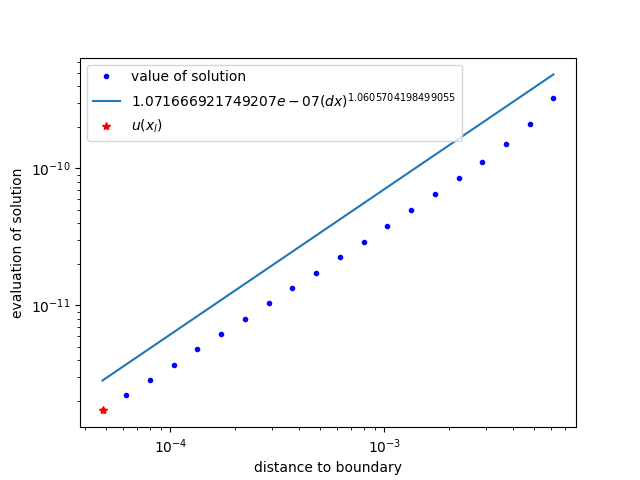 value of solution
1.071666921749207e − 07(dx)^1.0605704198499055
u(x_l)
evaluation of solution
10^−10
10^−11
10^−4
10^−3
distance to boundary